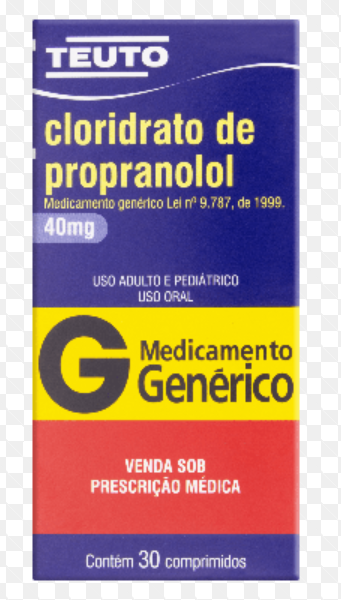 TEUTO
cloridrato de
propranolol
Medicamento genérico Lei nº 9.787, de 1999.
40mg
USO ADULTO E PEDIÁTRICO
USO ORAL
G Medicamento
Genérico
VENDA SOB
PRESCRIÇÃO MÉDICA
Contém 30 comprimidos